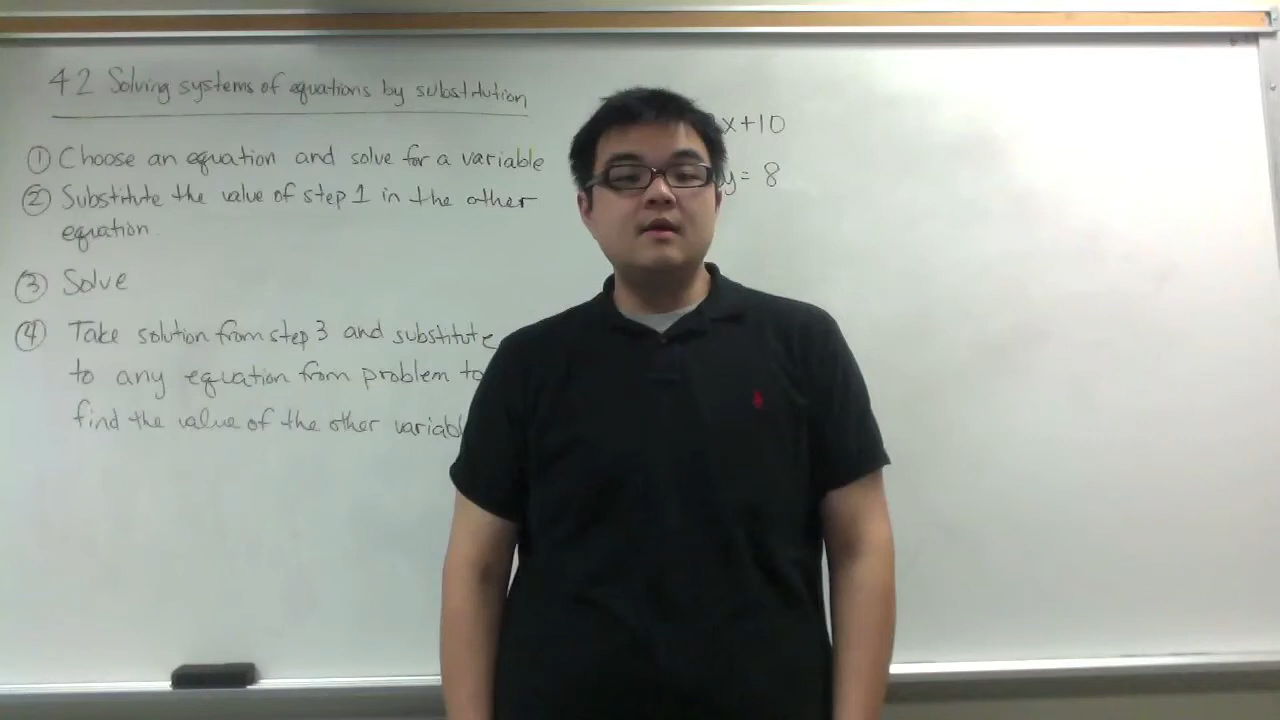 4 2 Solving systems of equations by substitution
① Choose an equation and solve for a variable
② Substitute the value of step 1 in the other
equation.
③ Solve
④ Take solution from step 3 and substitute
to any equation from problem to
find the value of the other variabl
x+10
y = 8